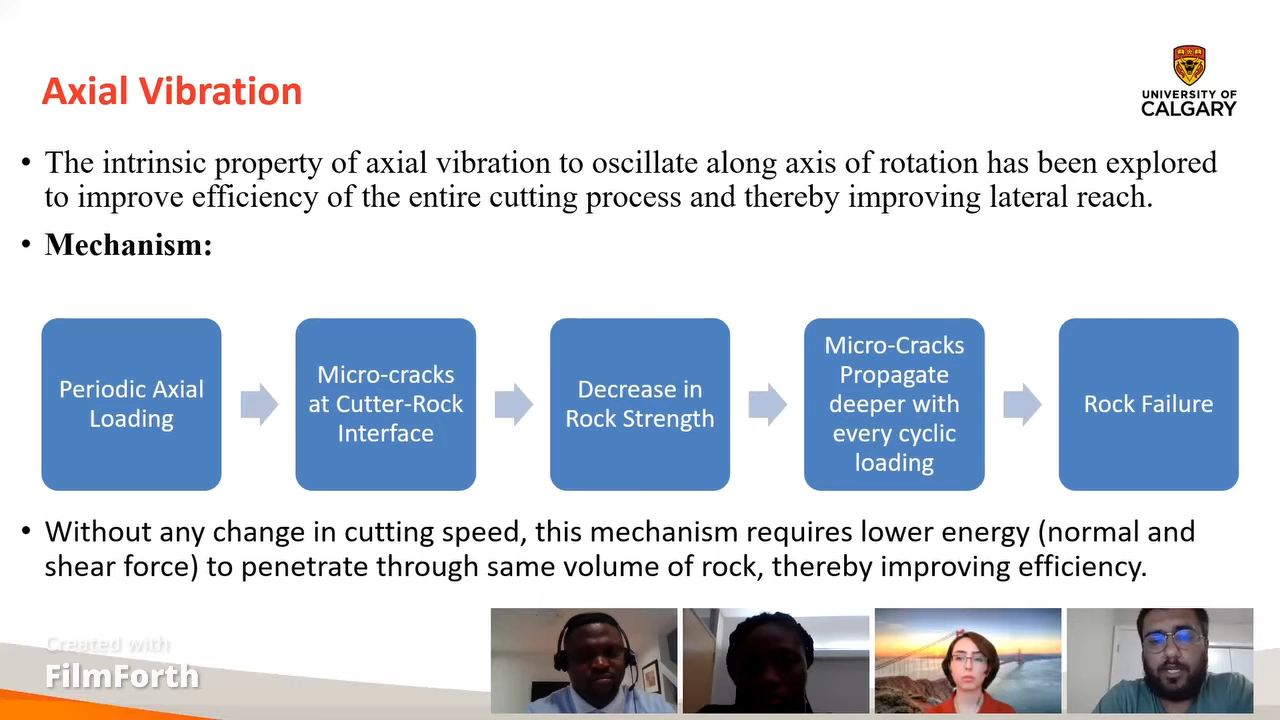 Axial Vibration
UNIVERSITY OF
CALGARY
• The intrinsic property of axial vibration to oscillate along axis of rotation has been explored
to improve efficiency of the entire cutting process and thereby improving lateral reach.
• Mechanism:
Periodic Axial
Loading
Micro-cracks
at Cutter-Rock
Interface
Decrease in
Rock Strength
Micro-Cracks
Propagate
deeper with
every cyclic
loading
Rock Failure
• Without any change in cutting speed, this mechanism requires lower energy (normal and
shear force) to penetrate through same volume of rock, thereby improving efficiency.
Created with
FilmForth